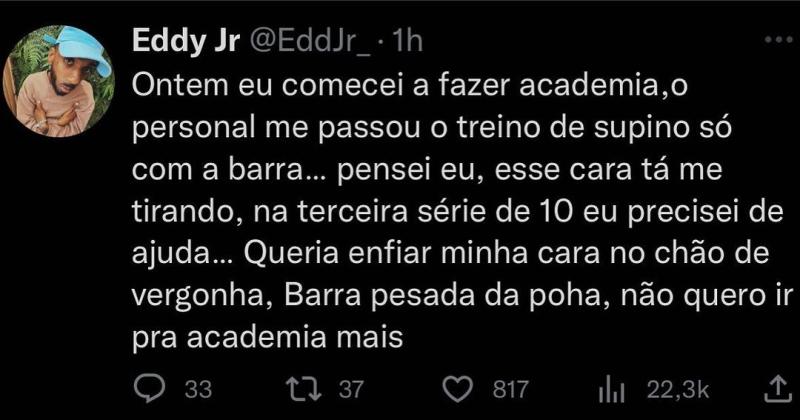 Eddy Jr @EddJr_ · 1h
Ontem eu comecei a fazer academia,o
personal me passou o treino de supino só
com a barra... pensei eu, esse cara tá me
tirando, na terceira série de 10 eu precisei de
ajuda... Queria enfiar minha cara no chão de
vergonha, Barra pesada da poha, não quero ir
pra academia mais
33 37 817 22,3k